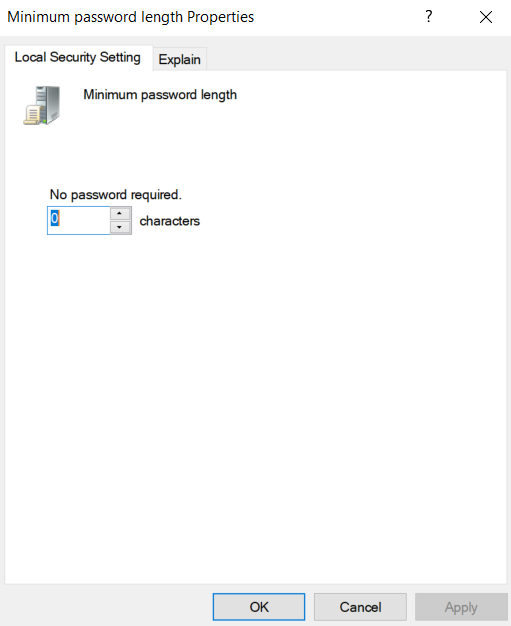 Minimum password length Properties
?
Local Security Setting
Explain
Minimum password length
No password required.
0
characters
OK
Cancel
Apply